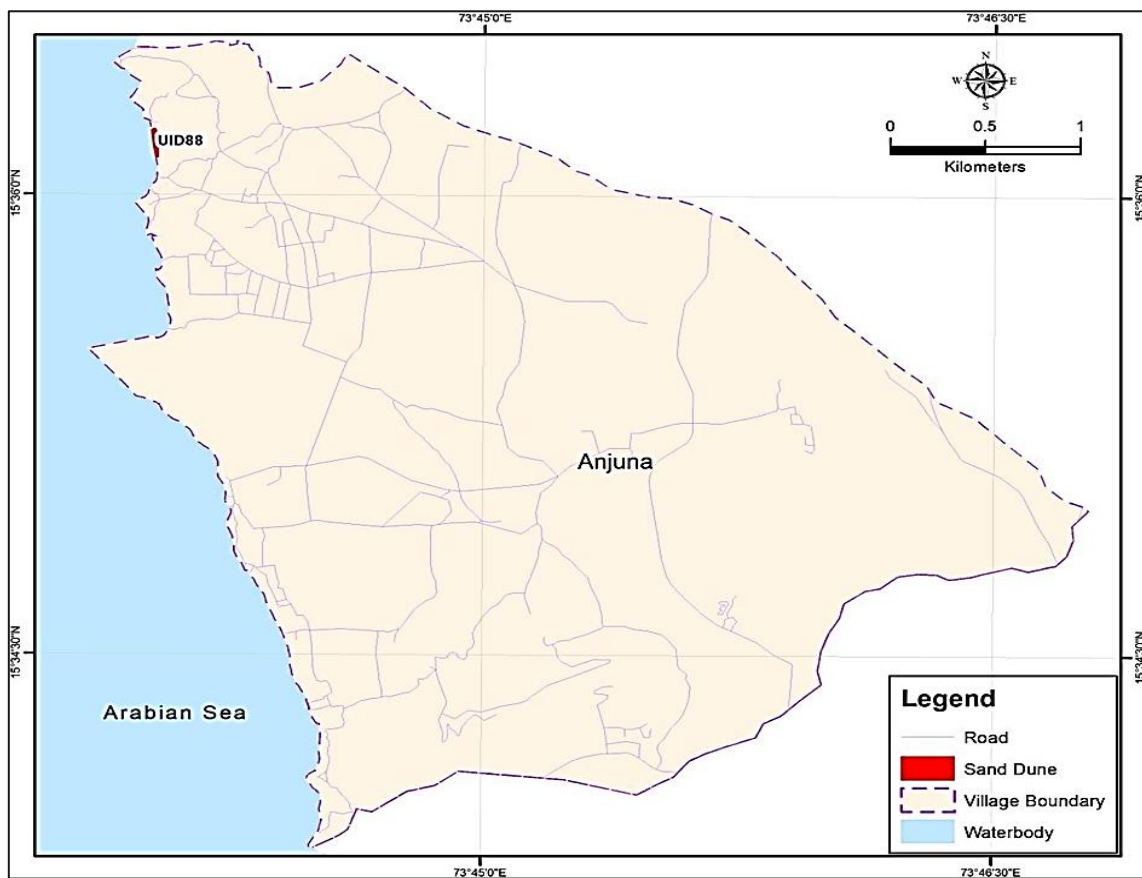 73°45'0"E
73°46'30"E
N
W E
S
UID88
0 0.5 1
Kilometers
15°36'0"N
15°36'0"N
Anjuna
15°34'30"N
15°34'30"N
Arabian Sea
Legend
Road
Sand Dune
Village Boundary
Waterbody
73°45'0"E
73°46'30"E